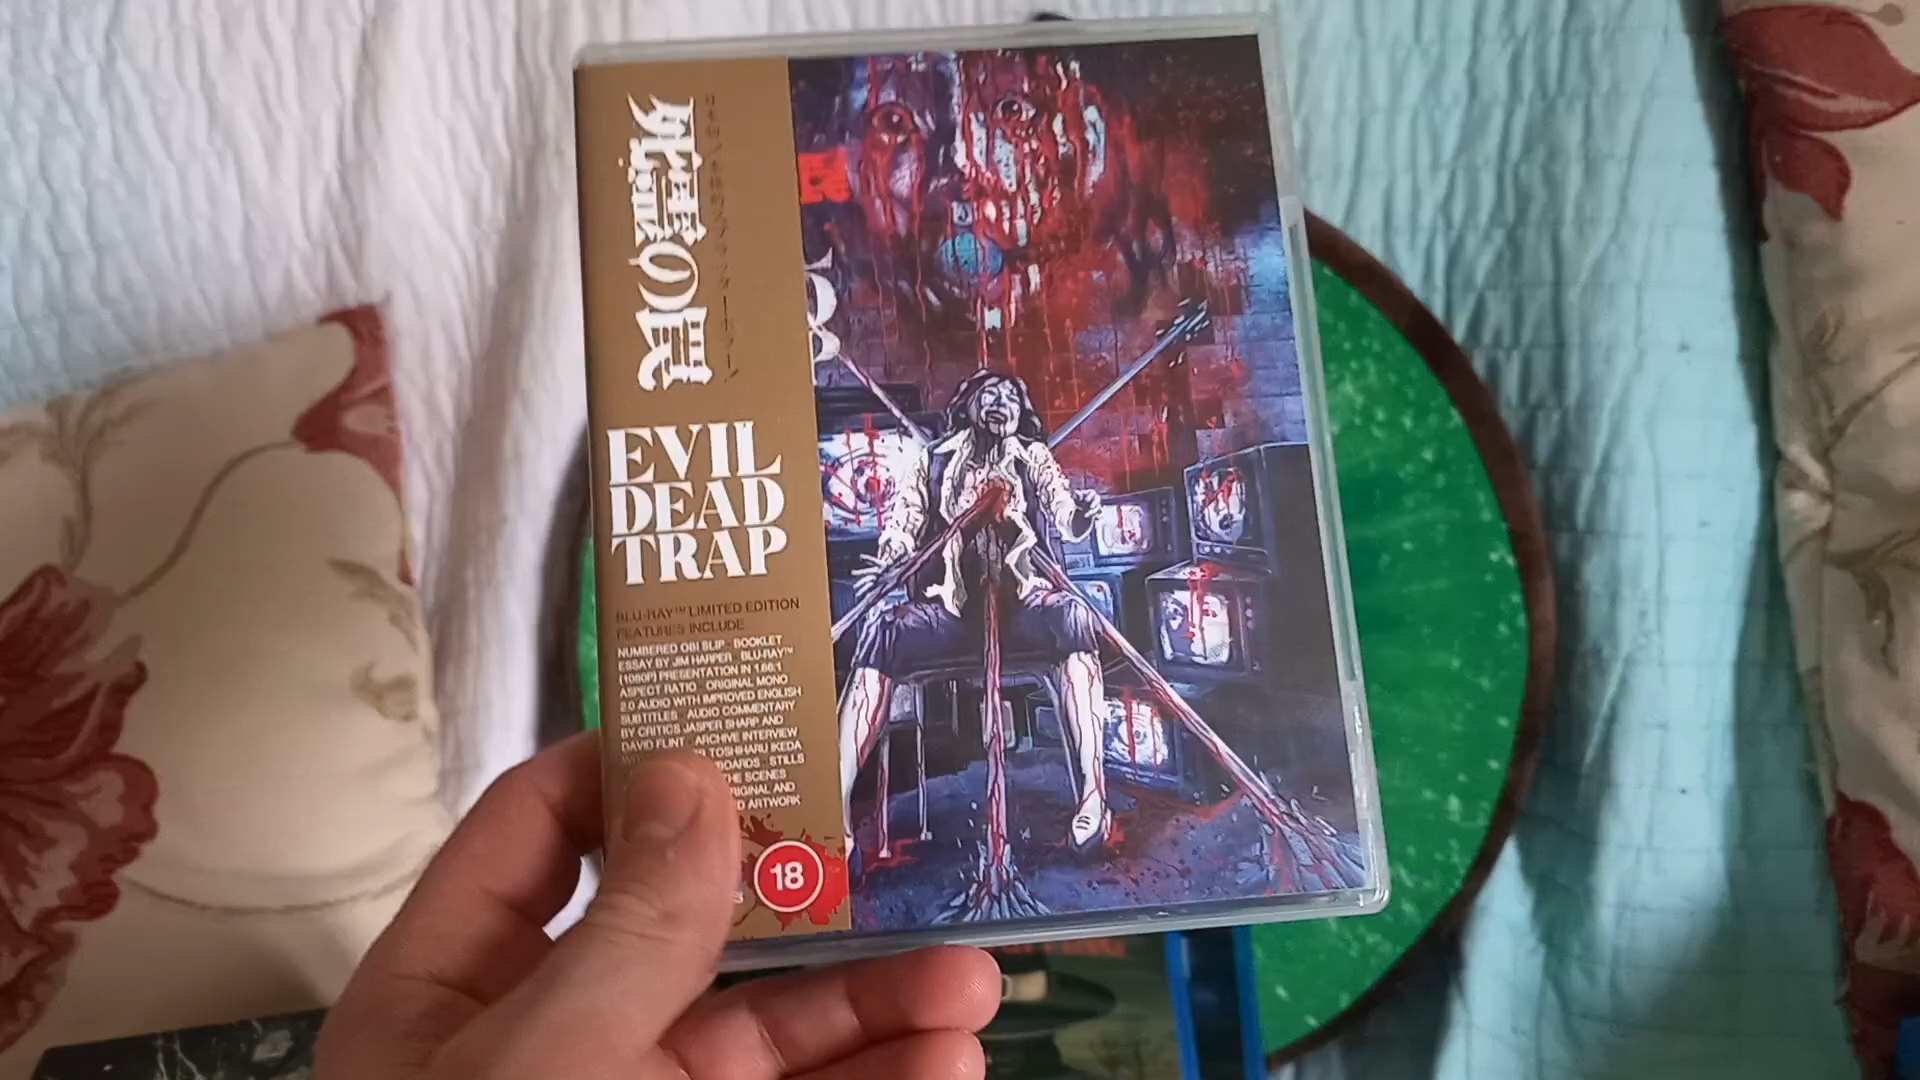 死霊の罠
EVIL
DEAD
TRAP
BLU-RAY™ LIMITED EDITION
FEATURES INCLUDE
NUMBERED OBI SLIP · BOOKLET
ESSAY BY JIM HARPER · BLU-RAY™
(1080P) PRESENTATION IN 1.66:1
ASPECT RATIO · ORIGINAL MONO
2.0 AUDIO WITH IMPROVED ENGLISH
SUBTITLES · AUDIO COMMENTARY
BY CRITICS JASPER SHARP AND
DAVID FLINT · ARCHIVE INTERVIEW
TOSHIHARU IKEDA
BOARDS · STILLS
THE SCENES
RIGINAL AND
D ARTWORK
18